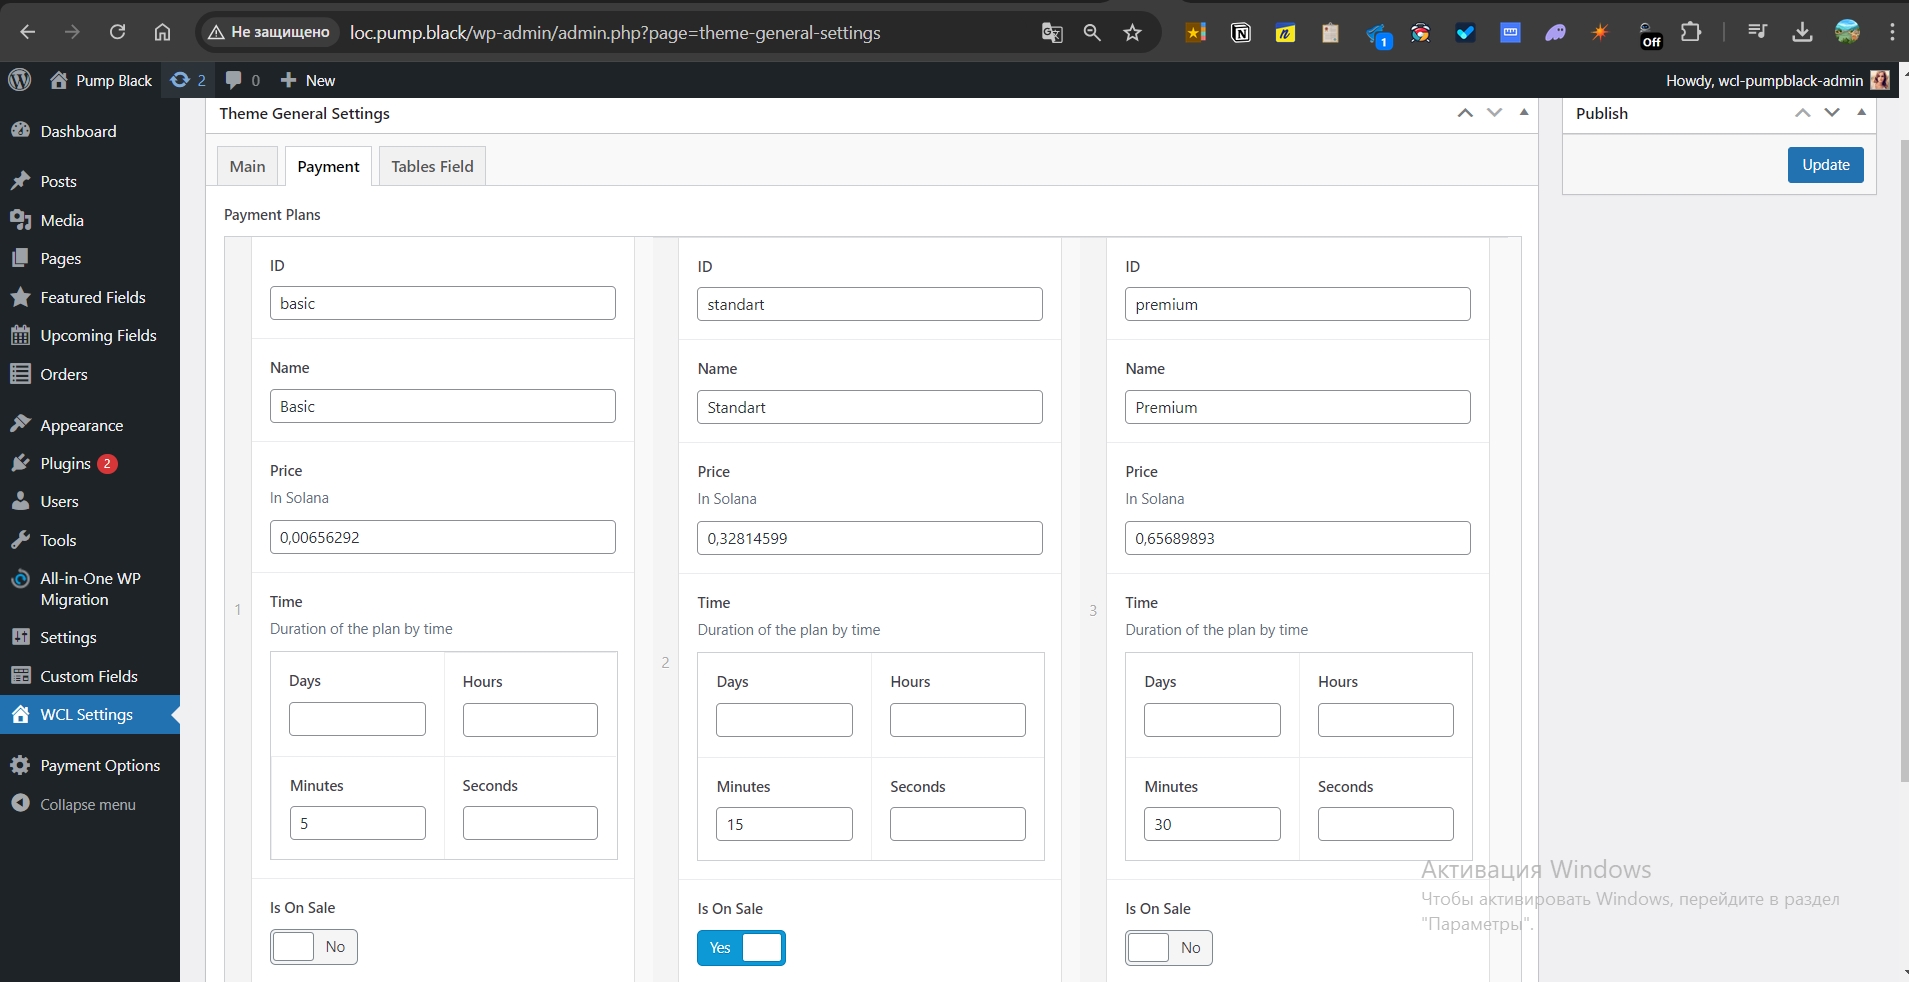 Не защищено
loc.pump.black/wp-admin/admin.php?page=theme-general-settings
1
Off
Pump Black
2
0
New
Howdy, wcl-pumpblack-admin
Dashboard
Posts
Media
Pages
Featured Fields
Upcoming Fields
Orders
Appearance
Plugins 2
Users
Tools
All-in-One WP
Migration
Settings
Custom Fields
WCL Settings
Payment Options
Collapse menu
Theme General Settings
Main
Payment
Tables Field
Payment Plans
1
ID
basic
Name
Basic
Price
In Solana
0,00656292
Time
Duration of the plan by time
Days
Hours
Minutes
Seconds
5
Is On Sale
No
2
ID
standart
Name
Standart
Price
In Solana
0,32814599
Time
Duration of the plan by time
Days
Hours
Minutes
Seconds
15
Is On Sale
Yes
3
ID
premium
Name
Premium
Price
In Solana
0,65689893
Time
Duration of the plan by time
Days
Hours
Minutes
Seconds
30
Is On Sale
No
Publish
Update
Активация Windows
Чтобы активировать Windows, перейдите в раздел
"Параметры".